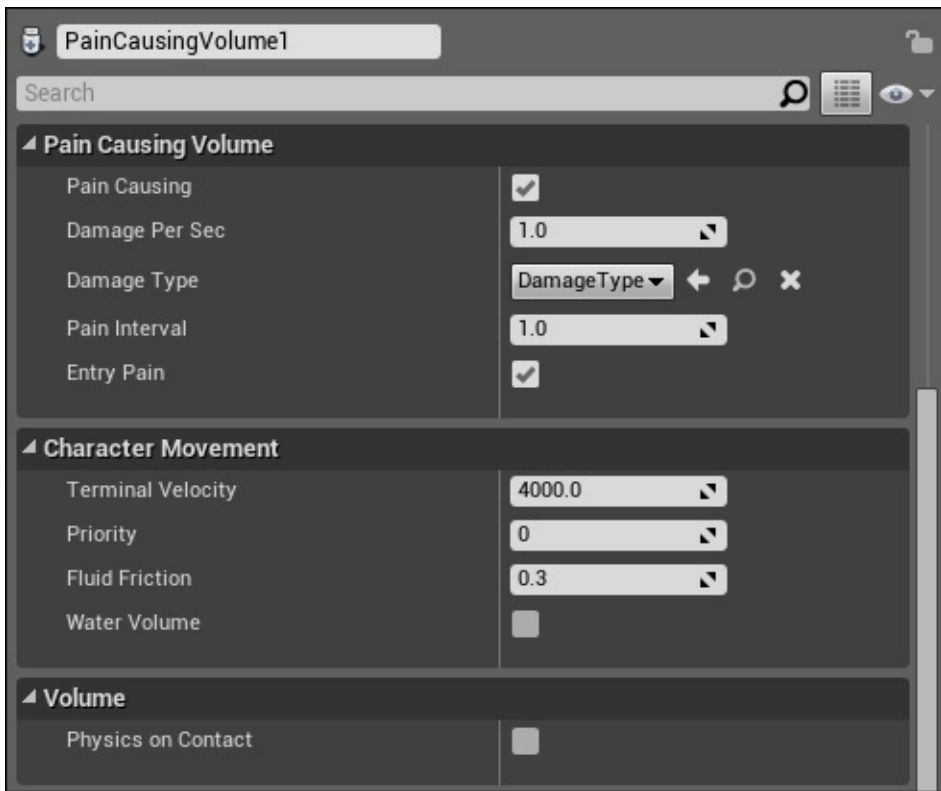 PainCausingVolume1
Search
Pain Causing Volume
Pain Causing
Damage Per Sec 1.0
Damage Type DamageType
Pain Interval 1.0
Entry Pain
Character Movement
Terminal Velocity 4000.0
Priority 0
Fluid Friction 0.3
Water Volume
Volume
Physics on Contact